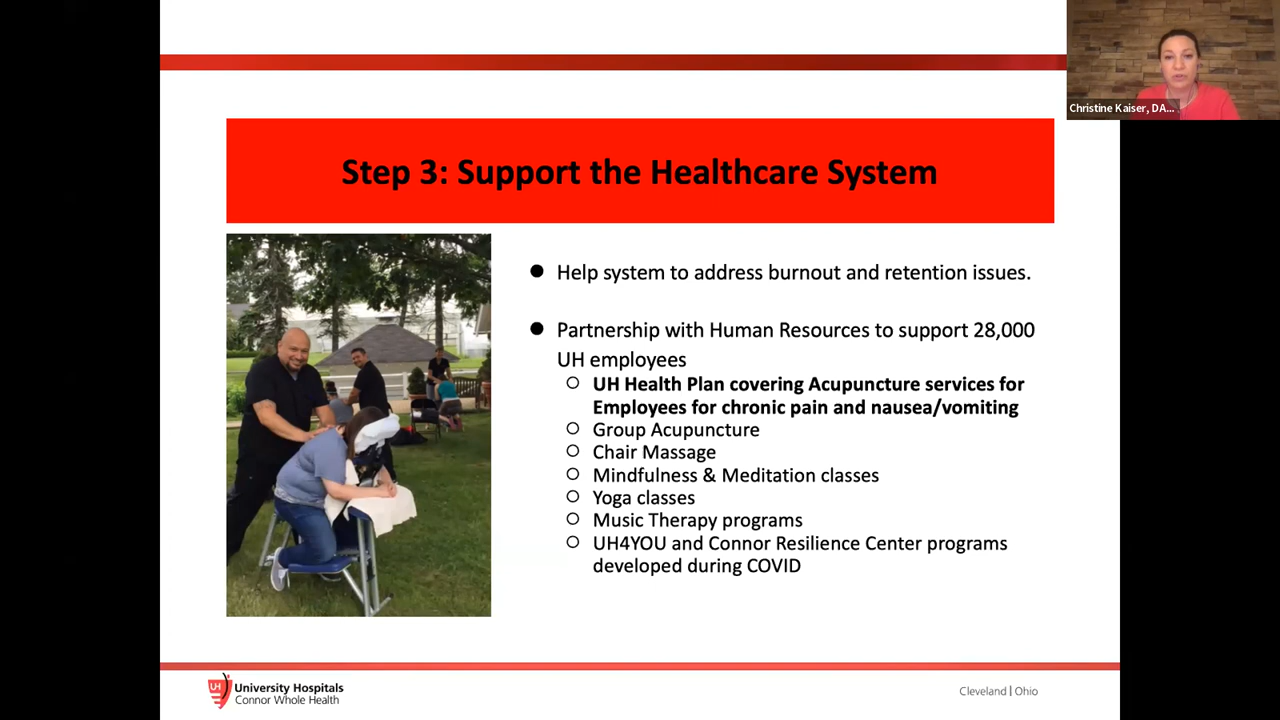 Christine Kaiser, DA...
Step 3: Support the Healthcare System
● Help system to address burnout and retention issues.
● Partnership with Human Resources to support 28,000
UH employees
○ UH Health Plan covering Acupuncture services for
Employees for chronic pain and nausea/vomiting
○ Group Acupuncture
○ Chair Massage
○ Mindfulness & Meditation classes
○ Yoga classes
○ Music Therapy programs
○ UH4YOU and Connor Resilience Center programs
developed during COVID
UH University Hospitals
Connor Whole Health
Cleveland | Ohio